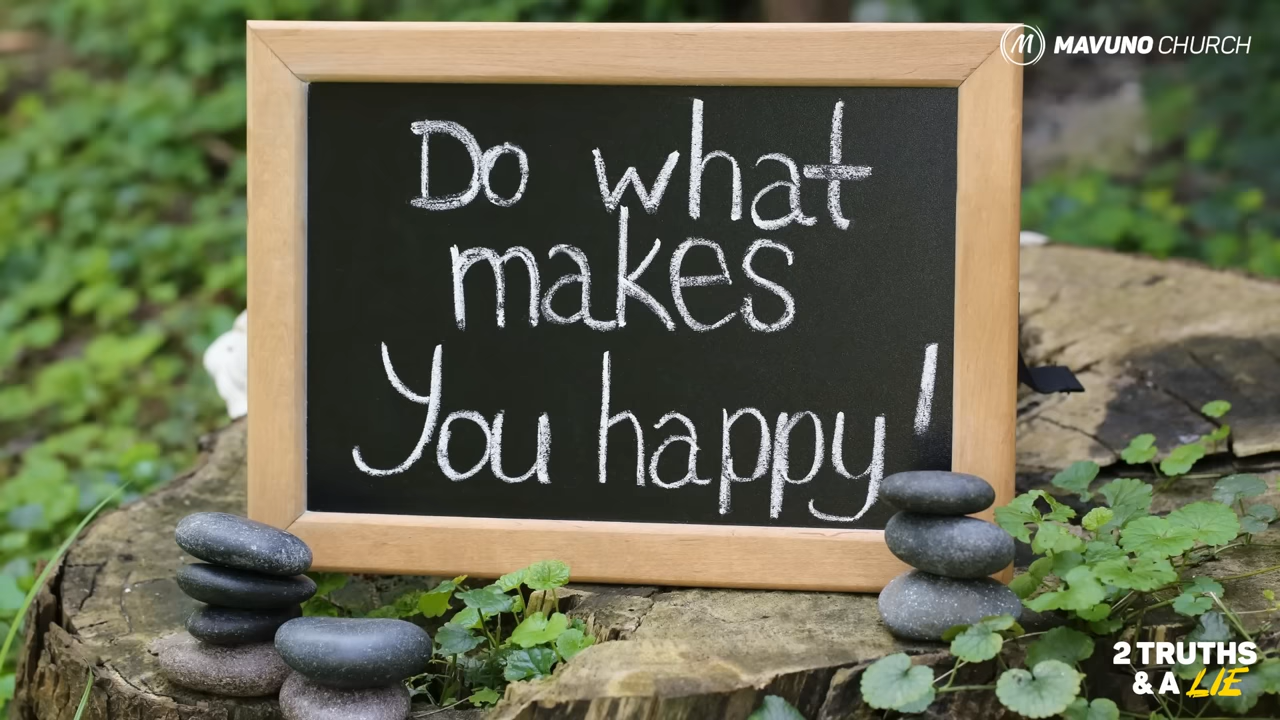 MAVUNO CHURCH
Do what
makes
You happy!
2 TRUTHS
& A LIE